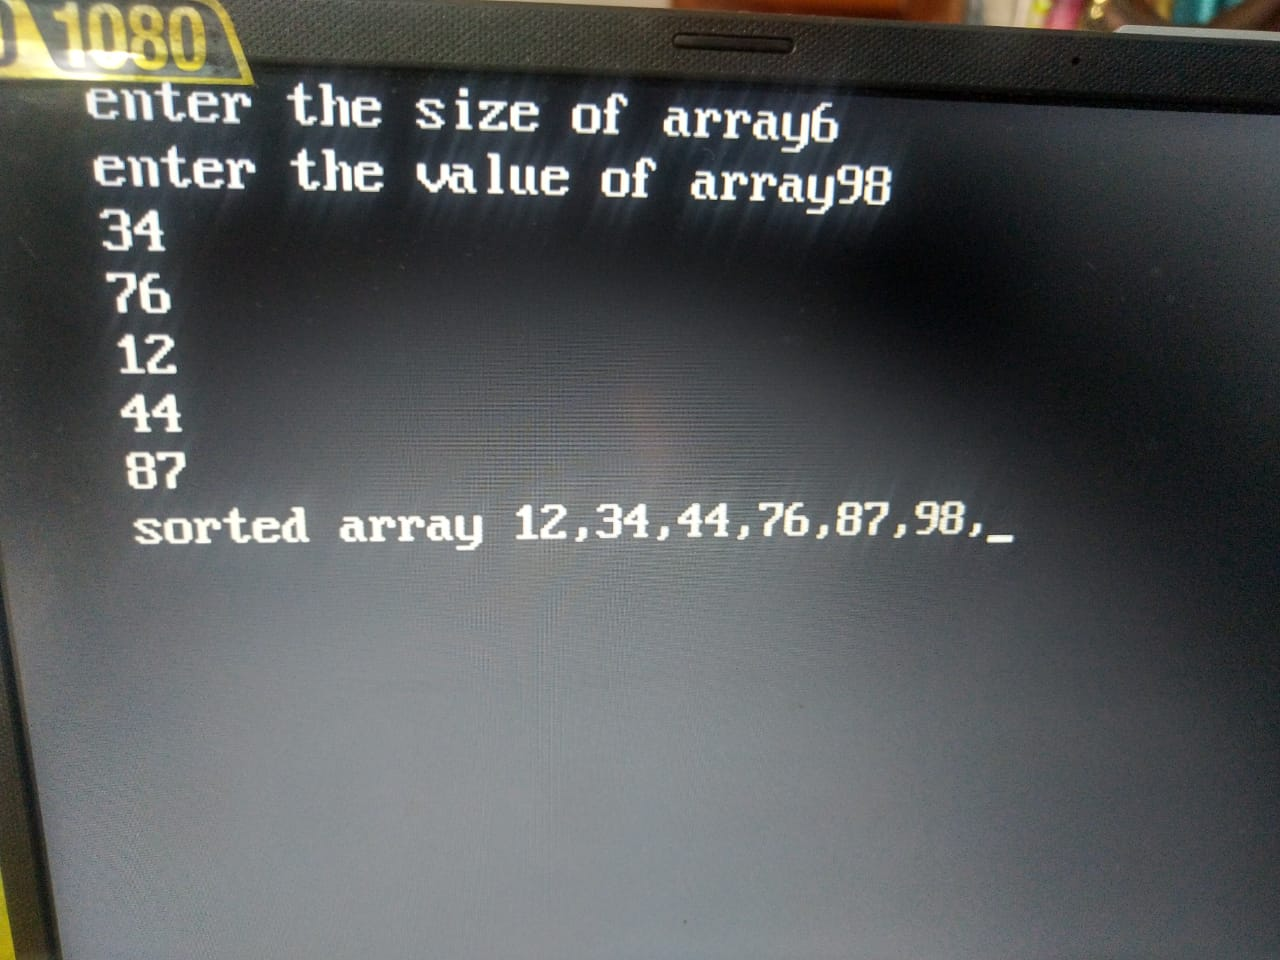 1080
enter the size of array6
enter the value of array98
34
76
12
44
87
sorted array 12,34,44,76,87,98,_